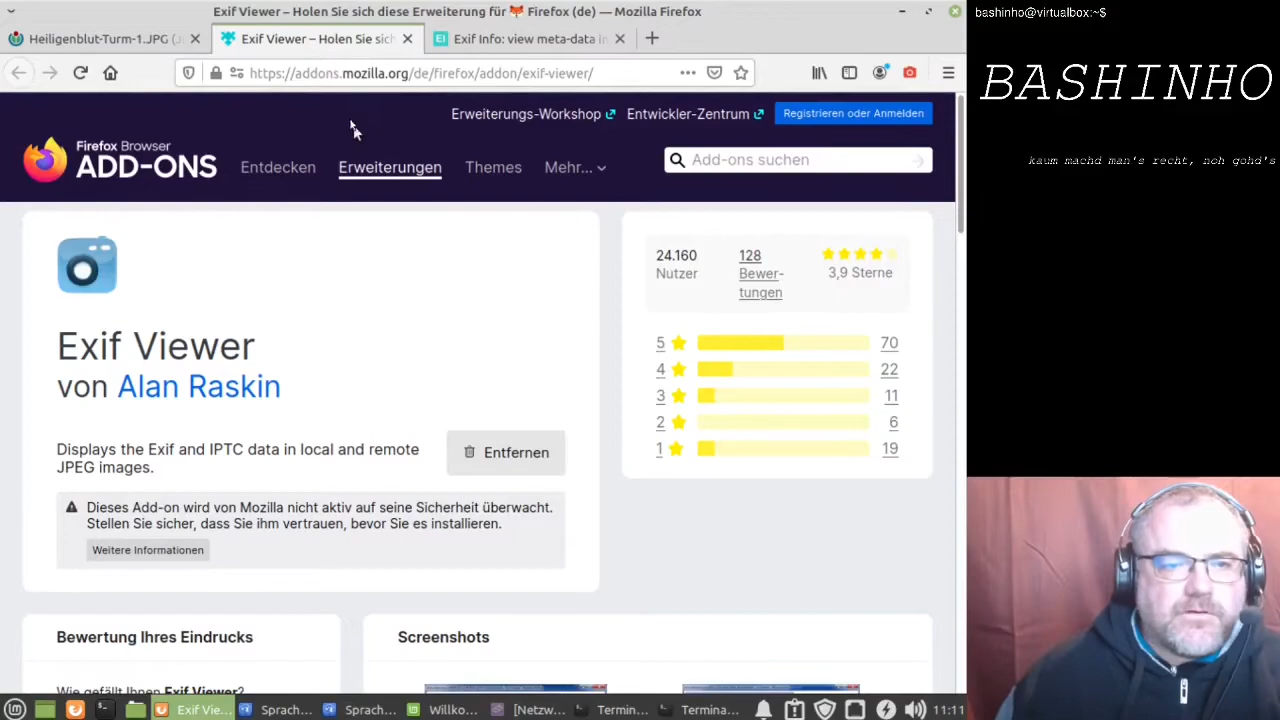 Exif Viewer – Holen Sie sich diese Erweiterung für 🦊 Firefox (de) — Mozilla Firefox
Heiligenblut-Turm-1.JPG (J
Exif Viewer – Holen Sie sich
Exif Info: view meta-data in
https://addons.mozilla.org/de/firefox/addon/exif-viewer/
Erweiterungs-Workshop
Entwickler-Zentrum
Registrieren oder Anmelden
Firefox Browser
ADD-ONS
Entdecken
Erweiterungen
Themes
Mehr...
Add-ons suchen
Exif Viewer
von Alan Raskin
Displays the Exif and IPTC data in local and remote
JPEG images.
Entfernen
Dieses Add-on wird von Mozilla nicht aktiv auf seine Sicherheit überwacht.
Stellen Sie sicher, dass Sie ihm vertrauen, bevor Sie es installieren.
Weitere Informationen
24.160
Nutzer
128
Bewer-
tungen
3,9 Sterne
5 70
4 22
3 11
2 6
1 19
Bewertung Ihres Eindrucks
Wie gefällt Ihnen Exif Viewer?
Screenshots
bashinho@virtualbox:~$
BASHINHO
kaum machd man's recht, noh gohd's
Exif Vie...
Sprach...
Sprach...
Willko...
[Netzw...
Termin...
Termina...
11:11